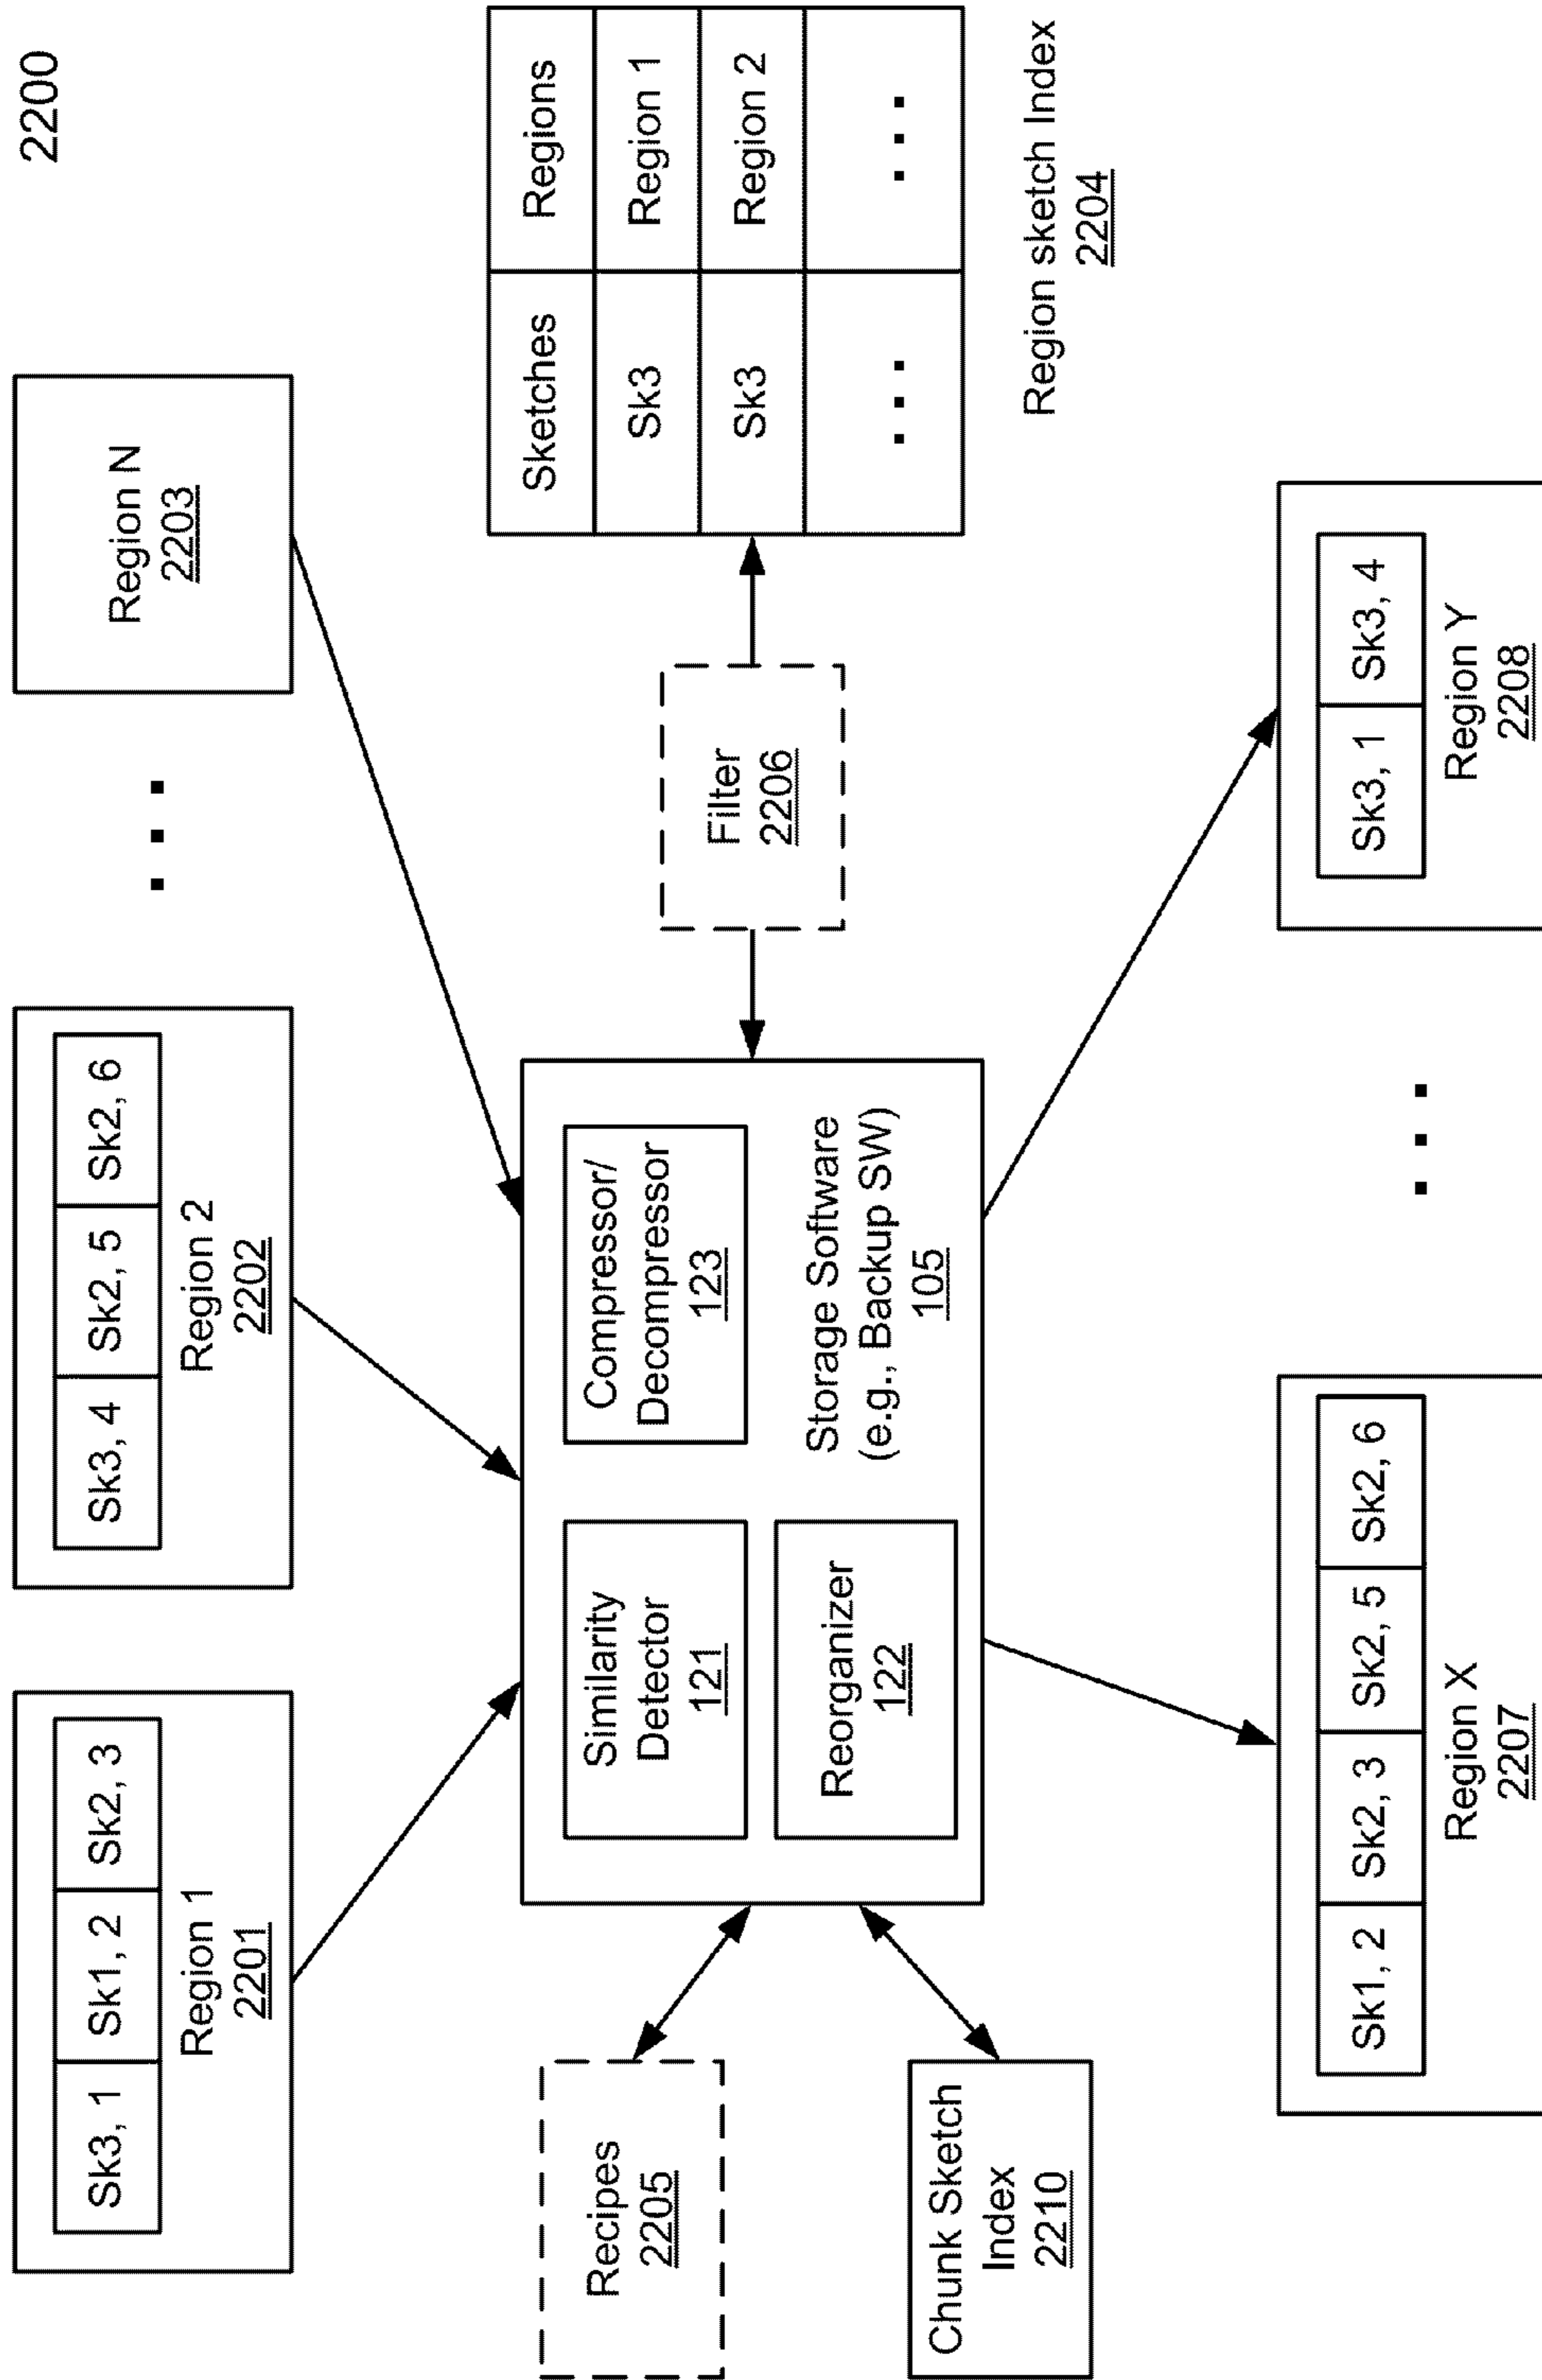 2200
Sk3, 1
Sk1, 2
Sk2, 3
Region 1
2201
Sk3, 4
Sk2, 5
Sk2, 6
Region 2
2202
...
Region N
2203
Recipes
2205
Chunk Sketch
Index
2210
Similarity
Detector
121
Compressor/
Decompressor
123
Reorganizer
122
Storage Software
(e.g., Backup SW)
105
Filter
2206
Sketches
Regions
Sk3
Region 1
Sk3
Region 2
...
...
Region sketch Index
2204
Sk1, 2
Sk2, 3
Sk2, 5
Sk2, 6
Region X
2207
...
Sk3, 1
Sk3, 4
Region Y
2208